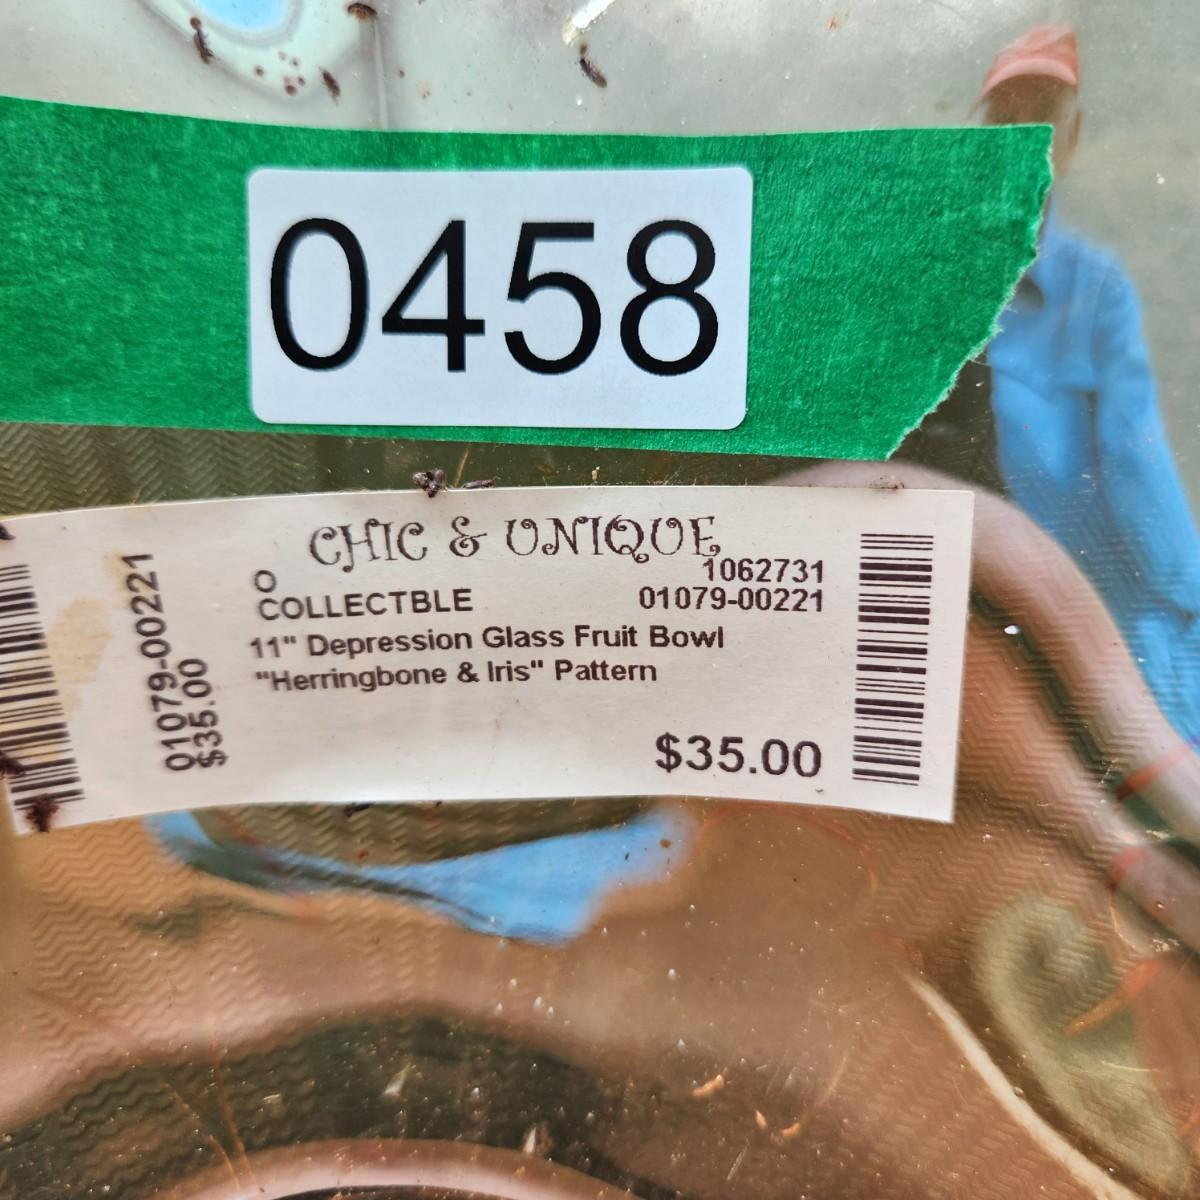 0458
CHIC & UNIQUE
O
1062731
COLLECTBLE
01079-00221
11" Depression Glass Fruit Bowl
"Herringbone & Iris" Pattern
$35.00
01079-00221
$35.00